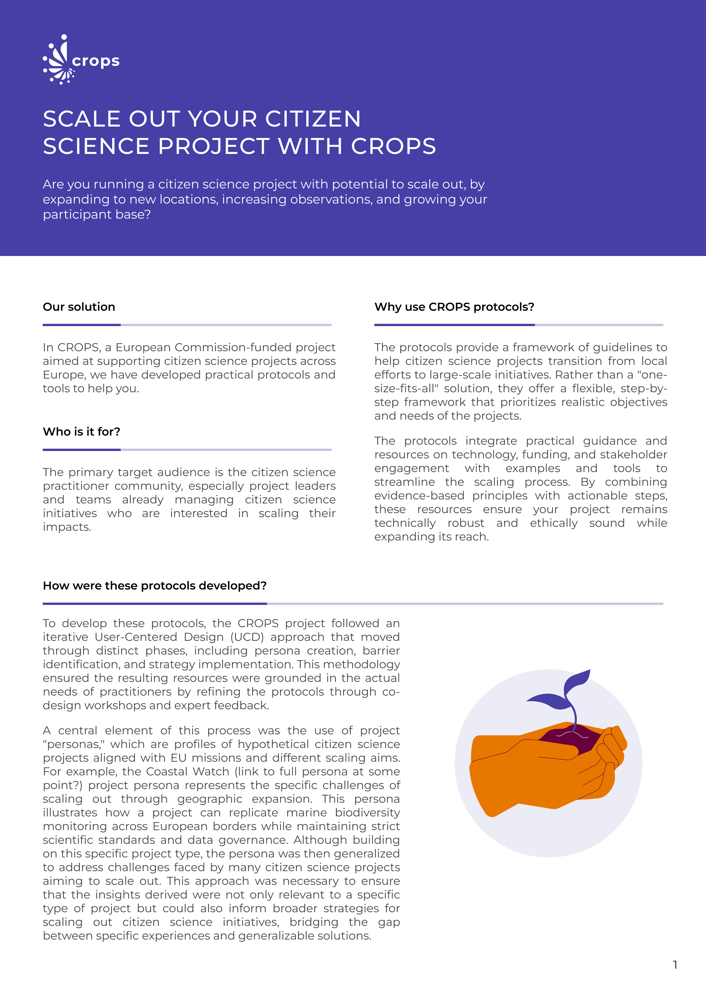 crops
SCALE OUT YOUR CITIZEN
SCIENCE PROJECT WITH CROPS
Are you running a citizen science project with potential to scale out, by
expanding to new locations, increasing observations, and growing your
participant base?
Our solution
In CROPS, a European Commission-funded project
aimed at supporting citizen science projects across
Europe, we have developed practical protocols and
tools to help you.
Who is it for?
The primary target audience is the citizen science
practitioner community, especially project leaders
and teams already managing citizen science
initiatives who are interested in scaling their
impacts.
Why use CROPS protocols?
The protocols provide a framework of guidelines to
help citizen science projects transition from local
efforts to large-scale initiatives. Rather than a "one-
size-fits-all" solution, they offer a flexible, step-by-
step framework that prioritizes realistic objectives
and needs of the projects.
The protocols integrate practical guidance and
resources on technology, funding, and stakeholder
engagement with examples and tools to
streamline the scaling process. By combining
evidence-based principles with actionable steps,
these resources ensure your project remains
technically robust and ethically sound while
expanding its reach.
How were these protocols developed?
To develop these protocols, the CROPS project followed an
iterative User-Centered Design (UCD) approach that moved
through distinct phases, including persona creation, barrier
identification, and strategy implementation. This methodology
ensured the resulting resources were grounded in the actual
needs of practitioners by refining the protocols through co-
design workshops and expert feedback.
A central element of this process was the use of project
"personas," which are profiles of hypothetical citizen science
projects aligned with EU missions and different scaling aims.
For example, the Coastal Watch (link to full persona at some
point?) project persona represents the specific challenges of
scaling out through geographic expansion. This persona
illustrates how a project can replicate marine biodiversity
monitoring across European borders while maintaining strict
scientific standards and data governance. Although building
on this specific project type, the persona was then generalized
to address challenges faced by many citizen science projects
aiming to scale out. This approach was necessary to ensure
that the insights derived were not only relevant to a specific
type of project but could also inform broader strategies for
scaling out citizen science initiatives, bridging the gap
between specific experiences and generalizable solutions.
1